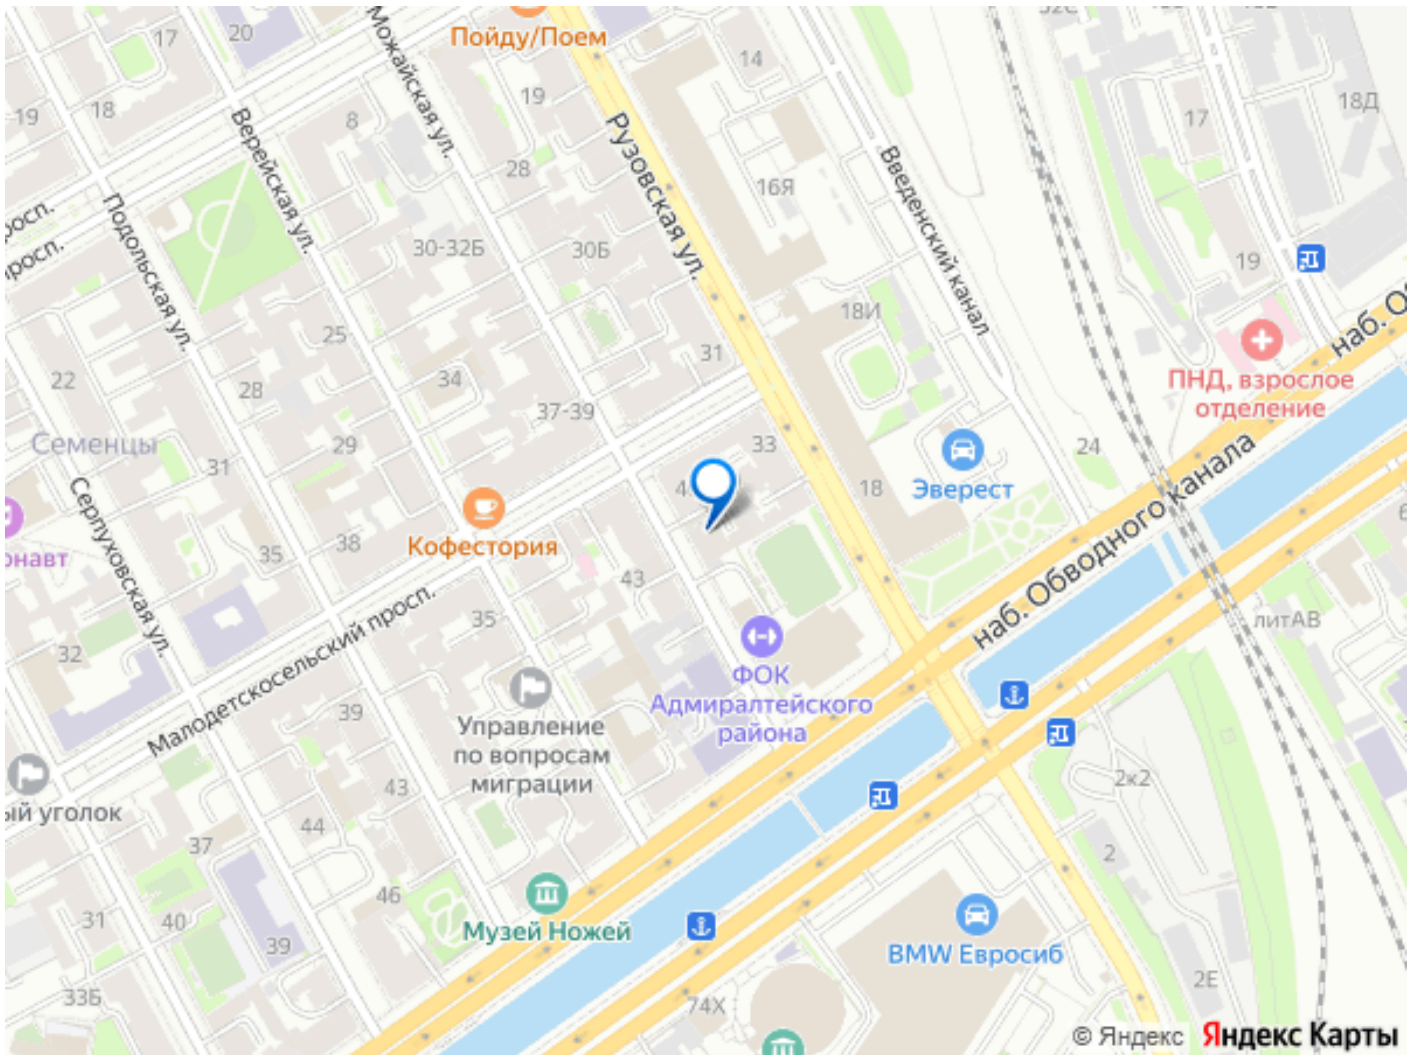 17
20
Пойду/Поем
Можайская ул.
32С
14
19
18
19
8
Верейская ул.
28
Рузовская ул.
16Я
Введенский канал
17
18Д
просп.
Подольская ул.
30-32Б
30Б
19
18И
наб.
25
31
22
28
34
37-39
ПНД, взрослое
отделение
Семенцы
31
29
33
24
Эверест
18
Серпуховская ул.
35
38
Кофестория
43
наб. Обводного канала
Малодетскосельский просп.
32
35
литАВ
ФОК
Адмиралтейского
района
Управление
по вопросам
миграции
39
43
2к2
ый уголок
44
37
2
46
31
40
39
Музей Ножей
BMW Евросиб
33Б
74Х
2Е
© Яндекс Яндекс Карты